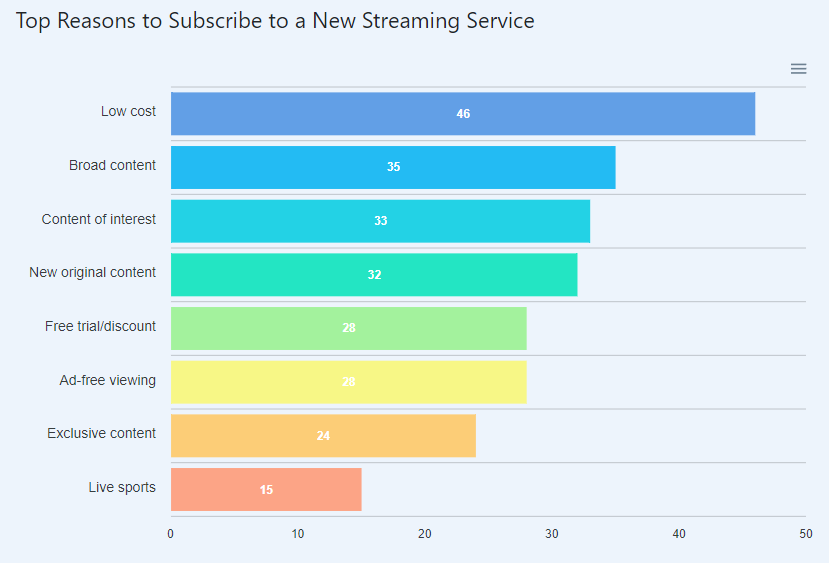 Top Reasons to Subscribe to a New Streaming Service
Low cost 46
Broad content 35
Content of interest 33
New original content 32
Free trial/discount 28
Ad-free viewing 28
Exclusive content 24
Live sports 15
0 10 20 30 40 50